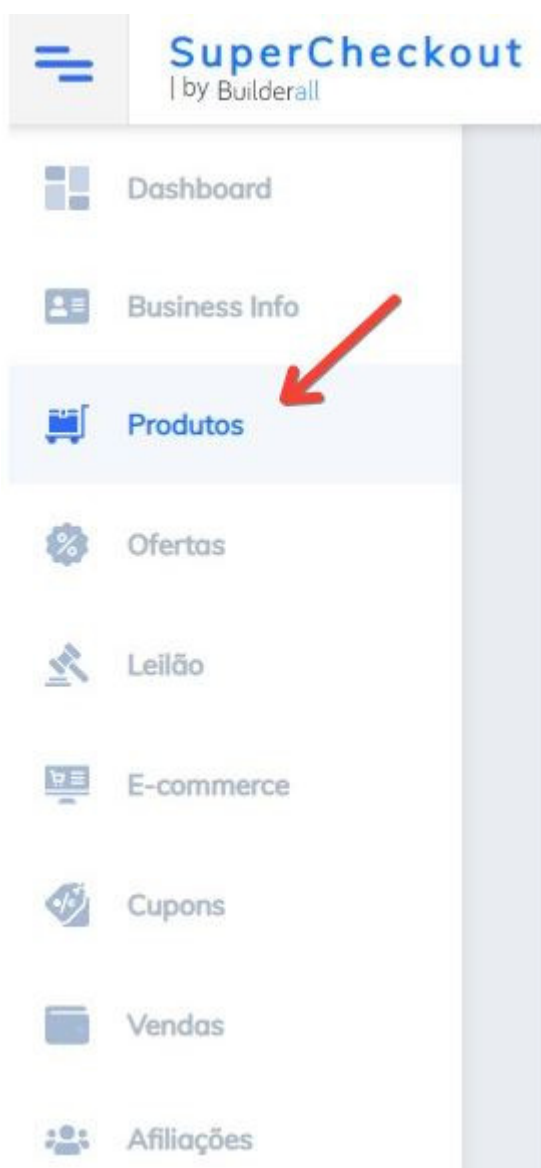 SuperCheckout
| by Builderall
Dashboard
Business Info
Produtos
Ofertas
Leilão
E-commerce
Cupons
Vendas
Afiliações